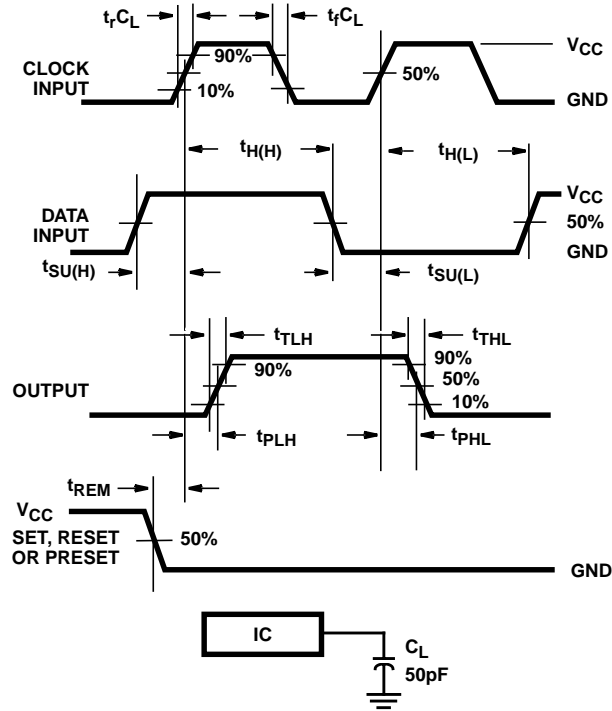 trCL
tfCL
CLOCK
INPUT
90%
10%
50%
VCC
GND
tH(H)
tH(L)
DATA
INPUT
VCC
50%
GND
tSU(H)
tSU(L)
tTLH
tTHL
OUTPUT
90%
90%
50%
10%
tPLH
tPHL
tREM
VCC
SET, RESET
OR PRESET
50%
GND
IC
CL
50pF